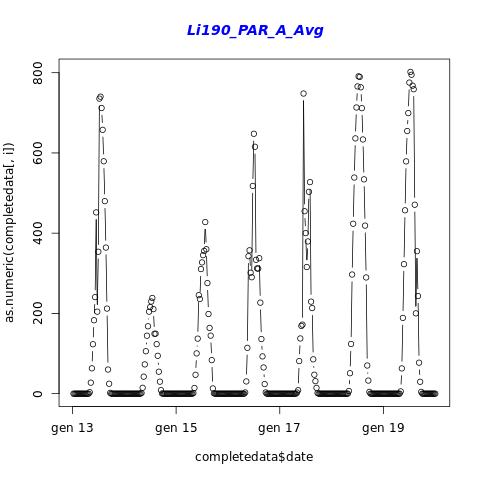 Li190_PAR_A_Avg
as.numeric(completedata[, i])
800
600
400
200
0
gen 13
gen 15
gen 17
gen 19
completedata$date